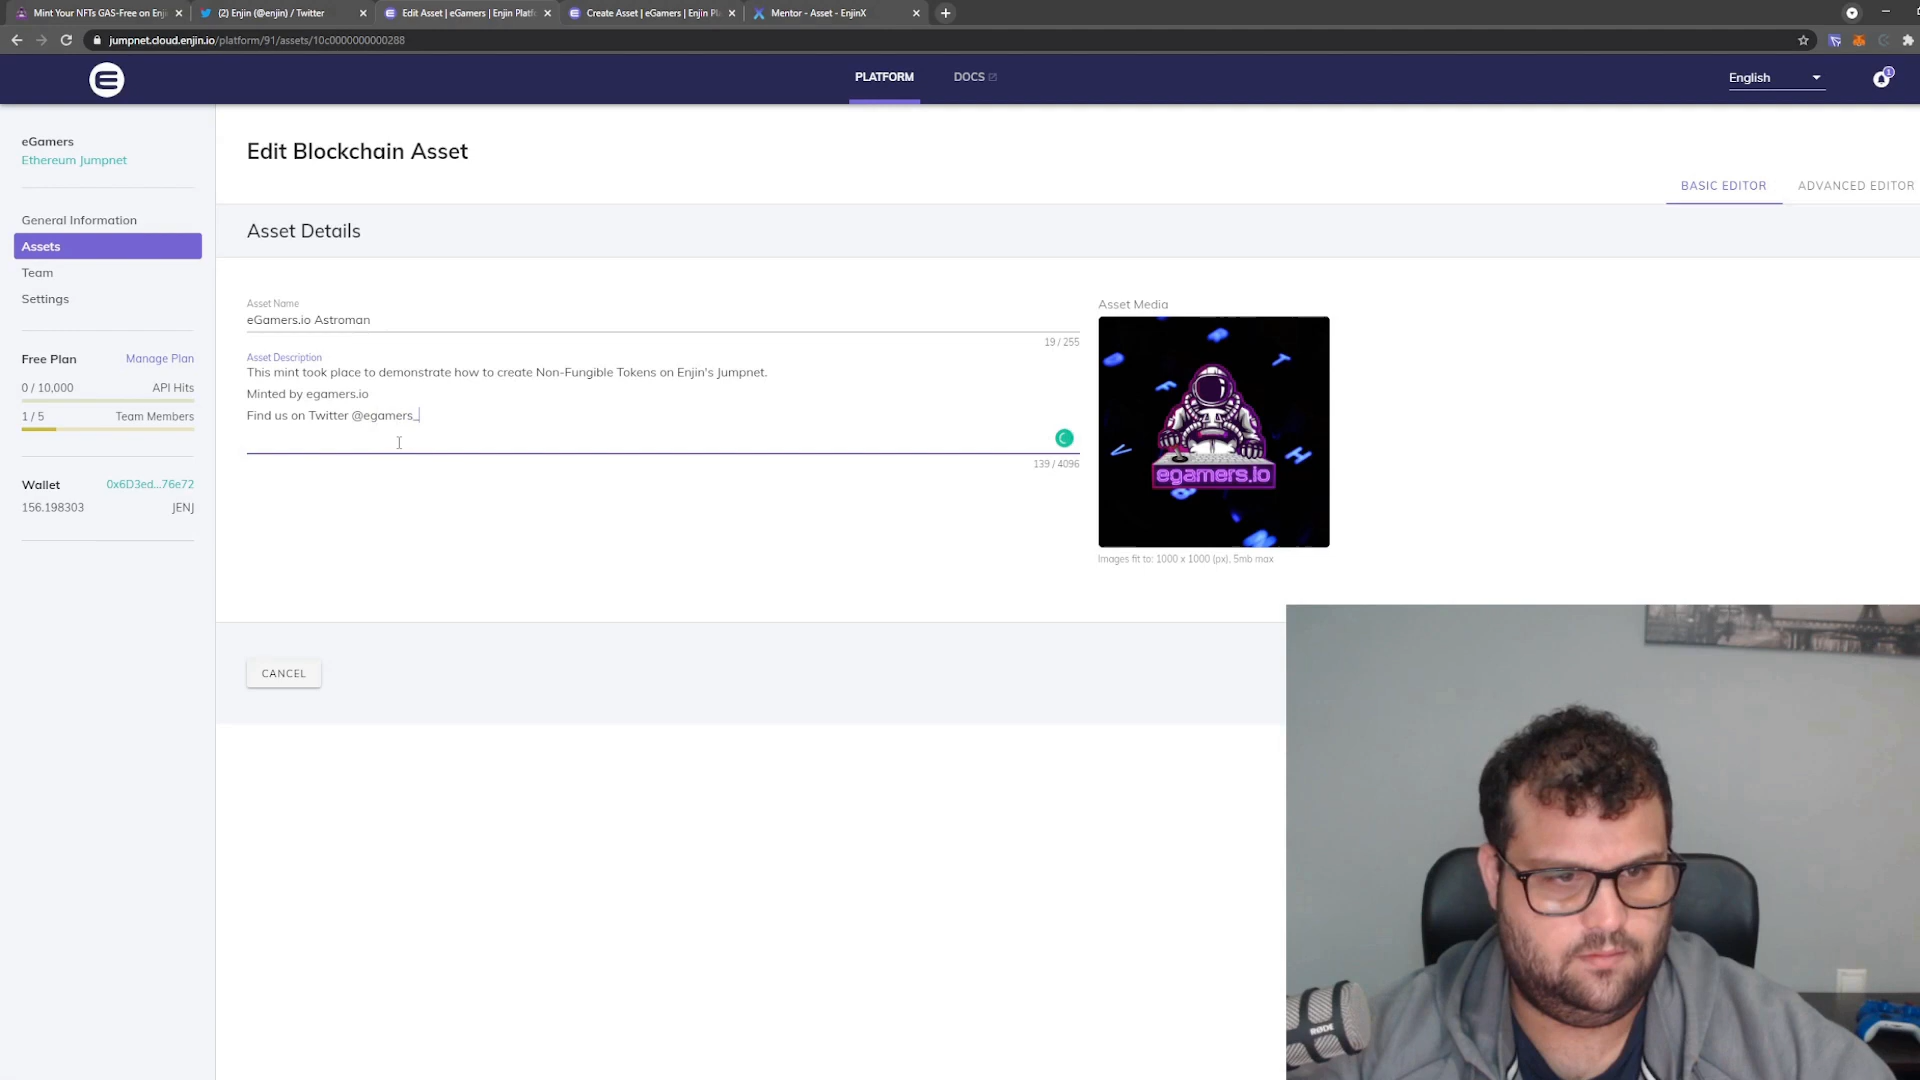 Mint Your NFTs GAS-Free on Enj
(2) Enjin (@enjin) / Twitter
Edit Asset | eGamers | Enjin Platf
Create Asset | eGamers | Enjin Pl
Mentor - Asset - EnjinX
jumpnet.cloud.enjin.io/platform/91/assets/10c0000000000288
PLATFORM
DOCS
English
1
eGamers
Ethereum Jumpnet
General Information
Assets
Team
Settings
Free Plan Manage Plan
0 / 10,000 API Hits
1 / 5 Team Members
Wallet 0x6D3ed...76e72
156.198303 JENJ
Edit Blockchain Asset
BASIC EDITOR
ADVANCED EDITOR
Asset Details
Asset Name
eGamers.io Astroman
19 / 255
Asset Description
This mint took place to demonstrate how to create Non-Fungible Tokens on Enjin's Jumpnet.
Minted by egamers.io
Find us on Twitter @egamers_
139 / 4096
Asset Media
egamers.io
Images fit to: 1000 x 1000 (px), 5mb max
CANCEL
RØDE